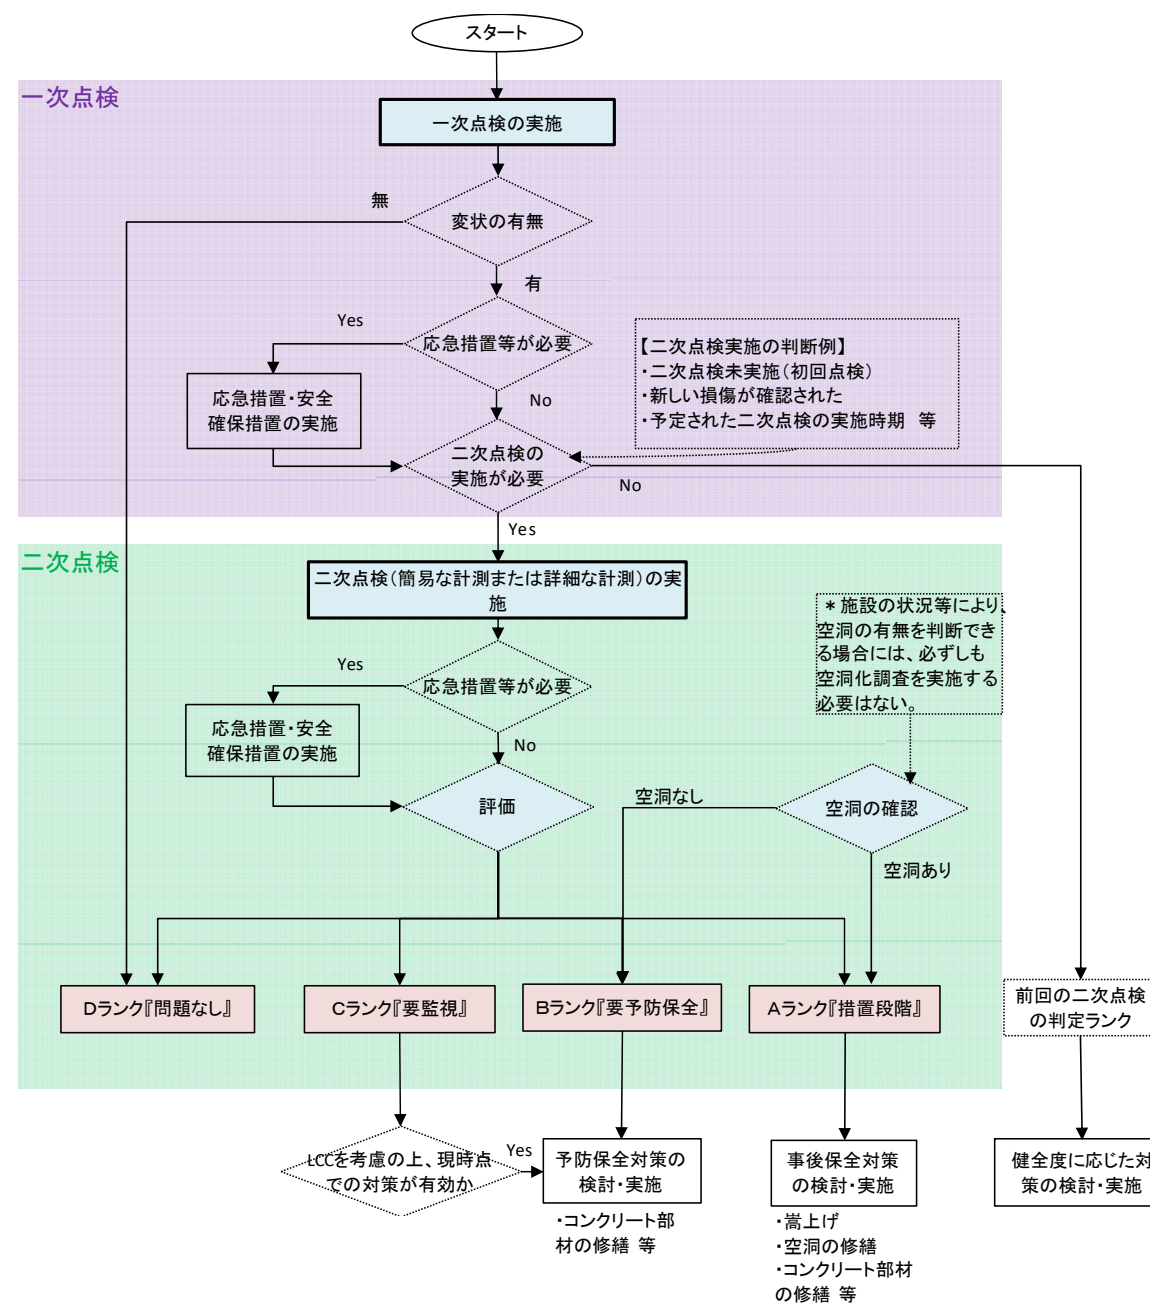 スタート
一次点検
一次点検の実施
無
変状の有無
有
Yes
応急措置等が必要
【二次点検実施の判断例】
・二次点検未実施(初回点検)
・新しい損傷が確認された
・予定された二次点検の実施時期 等
応急措置・安全
確保措置の実施
No
二次点検の
実施が必要
No
Yes
二次点検
二次点検(簡易な計測または詳細な計測)の実
施
*施設の状況等により、
空洞の有無を判断でき
る場合には、必ずしも
空洞化調査を実施する
必要はない。
Yes
応急措置等が必要
応急措置・安全
確保措置の実施
No
評価
空洞なし
空洞の確認
空洞あり
Dランク『問題なし』
Cランク『要監視』
Bランク『要予防保全』
Aランク『措置段階』
前回の二次点検
の判定ランク
LCCを考慮の上、現時点
での対策が有効か
Yes
予防保全対策の
検討・実施
事後保全対策
の検討・実施
健全度に応じた対
策の検討・実施
・コンクリート部
材の修繕 等
・嵩上げ
・空洞の修繕
・コンクリート部材
の修繕 等